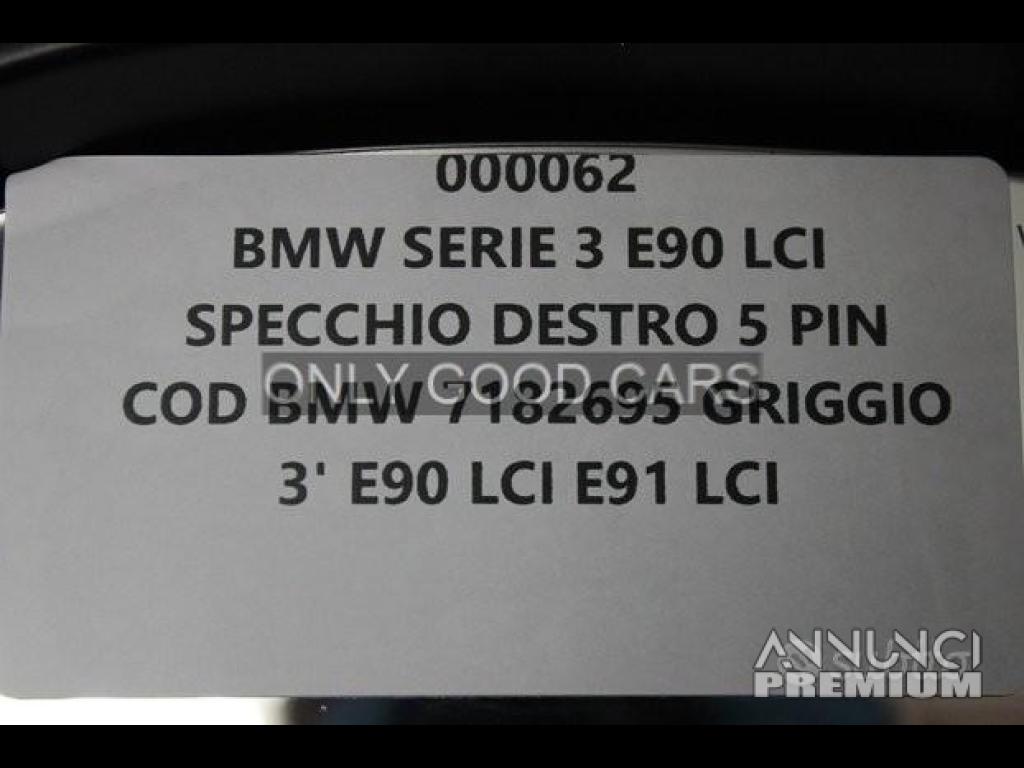 000062
BMW SERIE 3 E90 LCI
SPECCHIO DESTRO 5 PIN
ONLY GOOD CARS
COD BMW 7182695 GRIGGIO
3' E90 LCI E91 LCI
ANNUNCI
PREMIUM